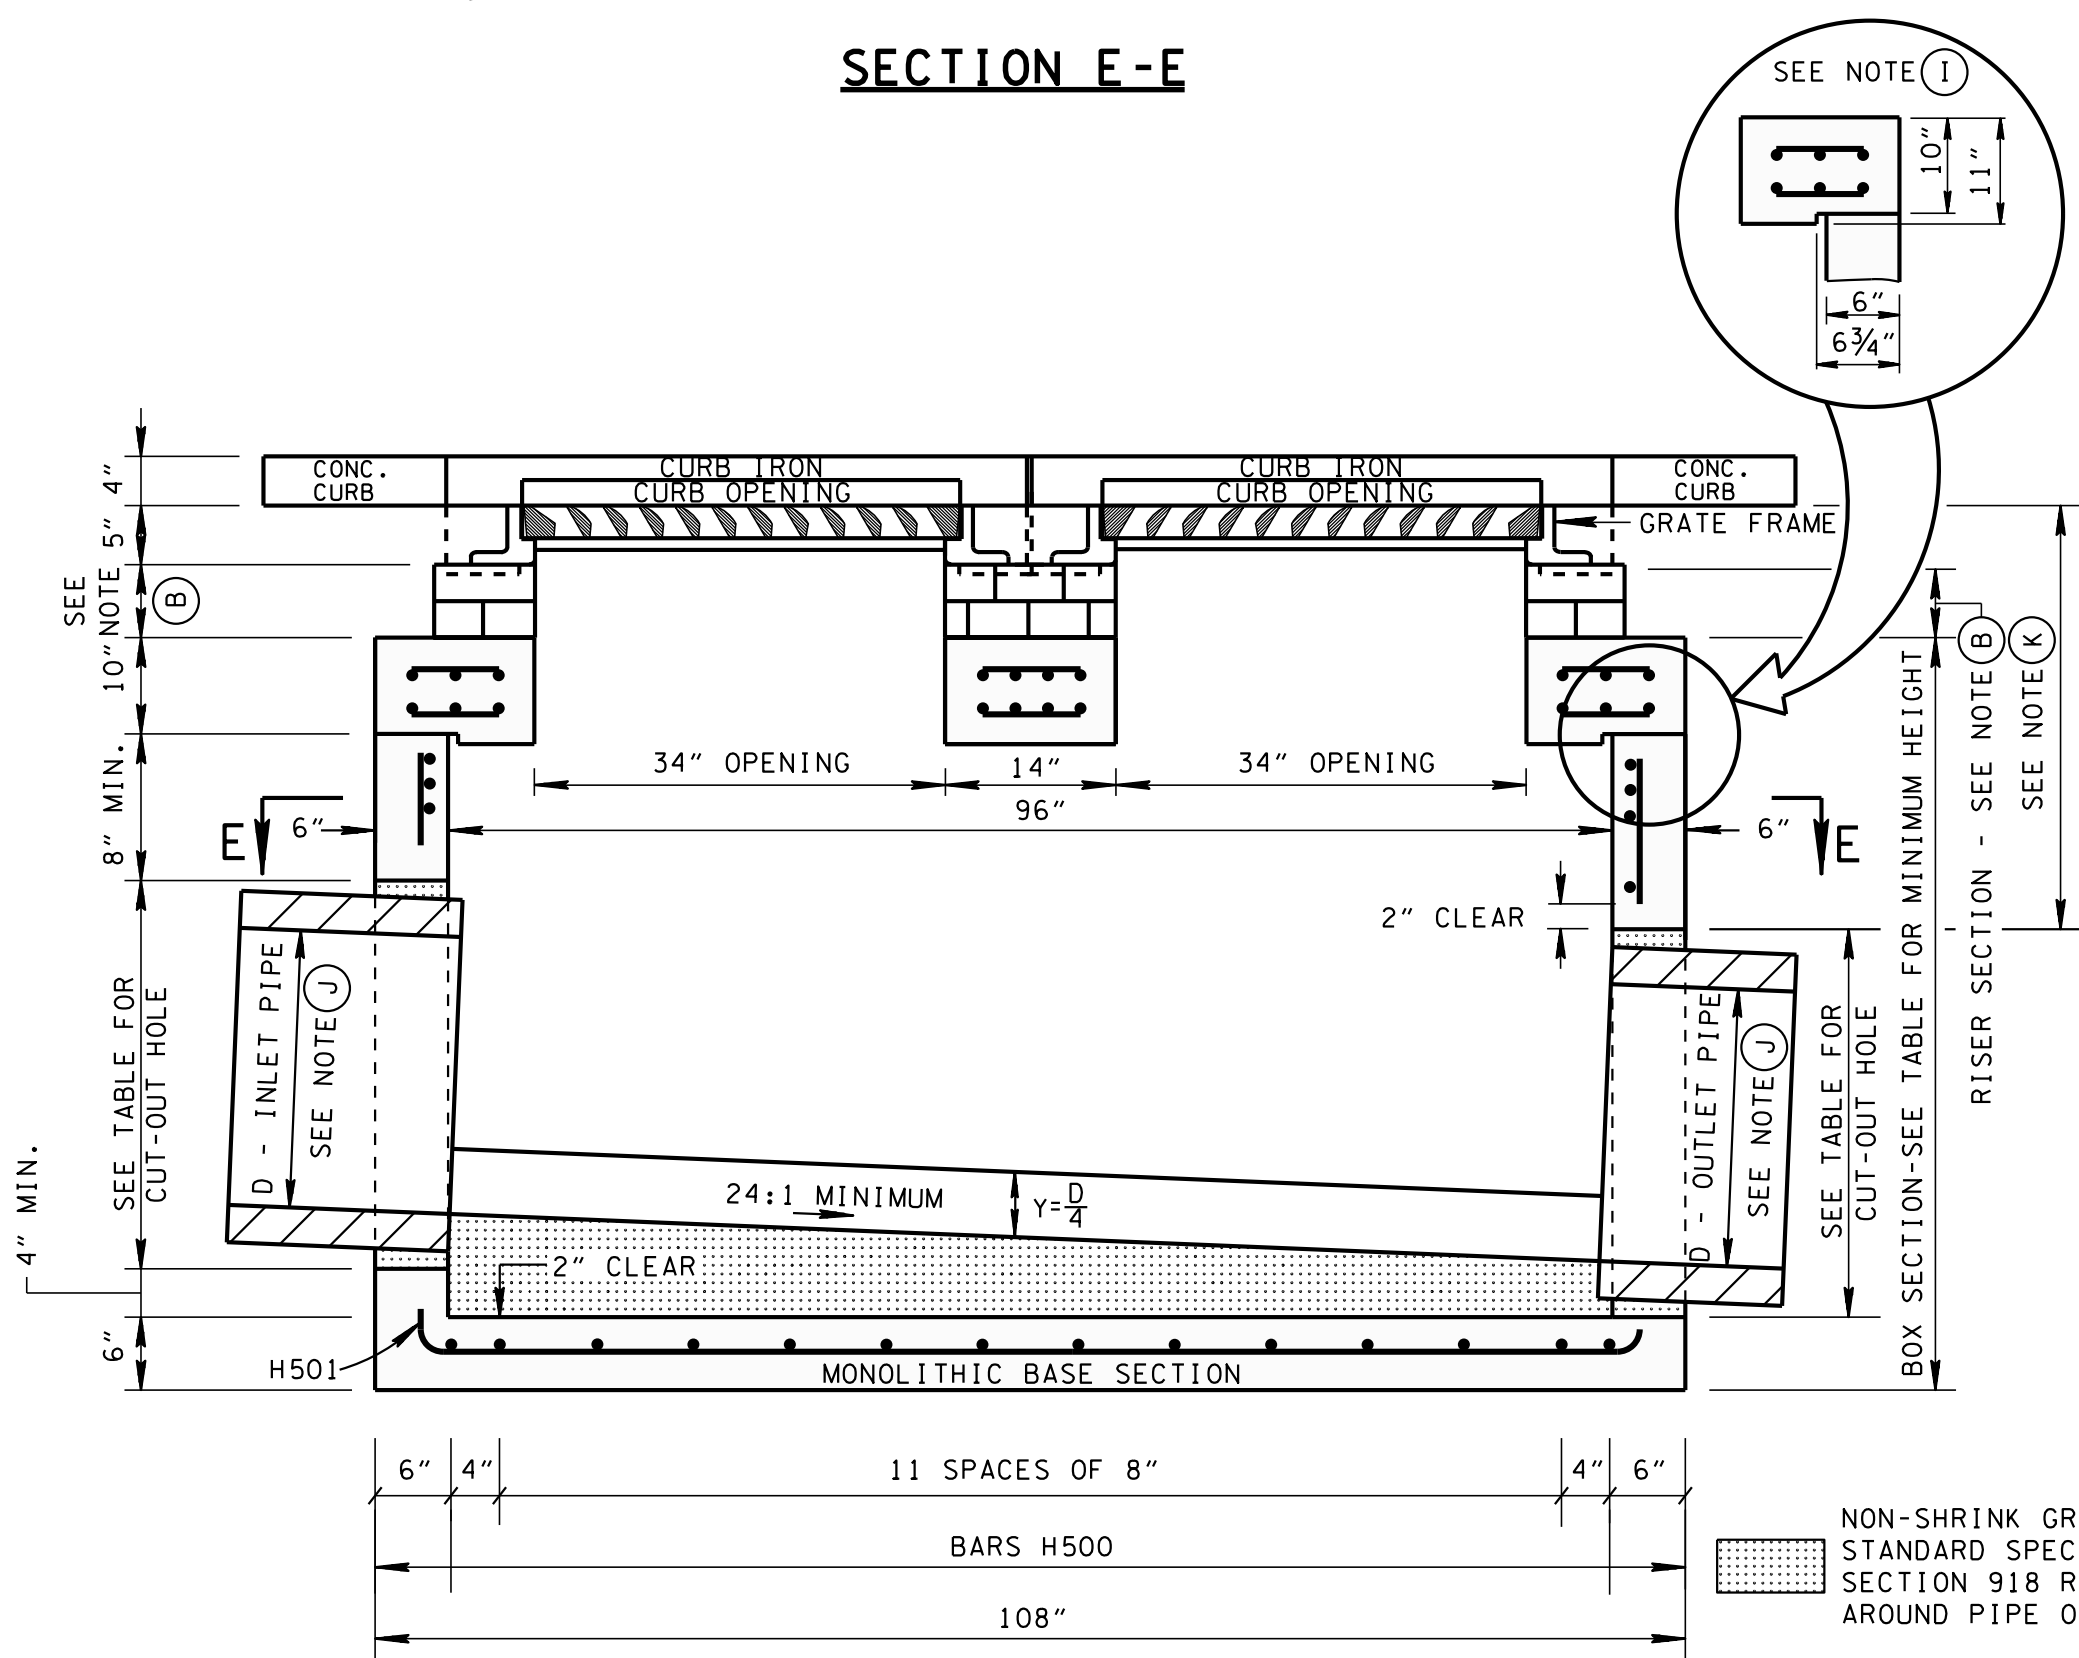 SECTION E-E
SEE NOTE I
10"
11"
6"
6 3/4"
CONC.
CURB
CURB IRON
CURB OPENING
CURB IRON
CURB OPENING
CONC.
CURB
GRATE FRAME
4"
5"
SEE
NOTE B
10"
8" MIN.
SEE TABLE FOR
CUT-OUT HOLE
4" MIN.
6"
34" OPENING
14"
34" OPENING
96"
E
6"
6"
E
2" CLEAR
D - INLET PIPE
SEE NOTE J
24:1 MINIMUM
Y=D/4
2" CLEAR
D - OUTLET PIPE
SEE NOTE J
SEE TABLE FOR
CUT-OUT HOLE
BOX SECTION-SEE TABLE FOR MINIMUM HEIGHT
RISER SECTION - SEE NOTE B
SEE NOTE K
H501
MONOLITHIC BASE SECTION
6"
4"
11 SPACES OF 8"
4"
6"
BARS H500
108"
NON-SHRINK GR
STANDARD SPEC
SECTION 918 R
AROUND PIPE O